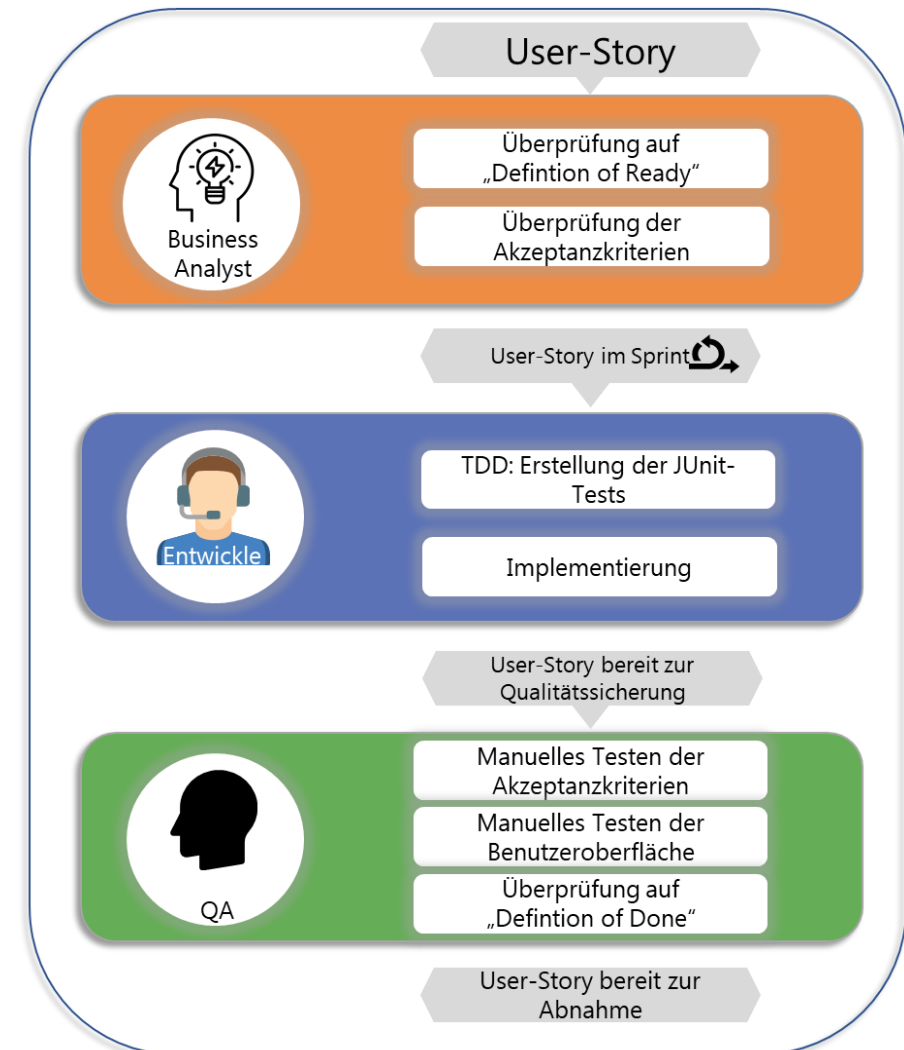 User-Story
Überprüfung auf
„Defintion of Ready“
Überprüfung der
Akzeptanzkriterien
Business
Analyst
User-Story im Sprint
TDD: Erstellung der JUnit-
Tests
Implementierung
Entwickle
User-Story bereit zur
Qualitätssicherung
Manuelles Testen der
Akzeptanzkriterien
Manuelles Testen der
Benutzeroberfläche
Überprüfung auf
„Defintion of Done“
QA
User-Story bereit zur
Abnahme